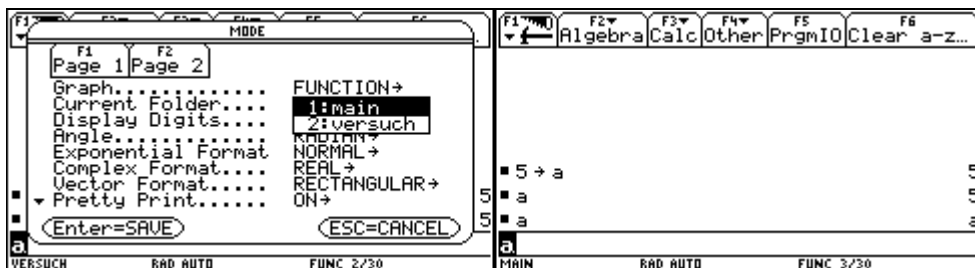 MODE
F1 F2
Page 1 Page 2
Graph.............. FUNCTION→
Current Folder.... 1:main
Display Digits.... 2:versuch
Angle.............. RADIAN→
Exponential Format NORMAL→
Complex Format.... REAL→
Vector Format..... RECTANGULAR→
Pretty Print...... ON→
5
5
Enter=SAVE ESC=CANCEL
a
VERSUCH RAD AUTO FUNC 2/30
F1 F2 F3 F4 F5 F6
Algebra Calc Other PrgmIO Clear a-z...
5 → a 5
a 5
a a
a
MAIN RAD AUTO FUNC 3/30